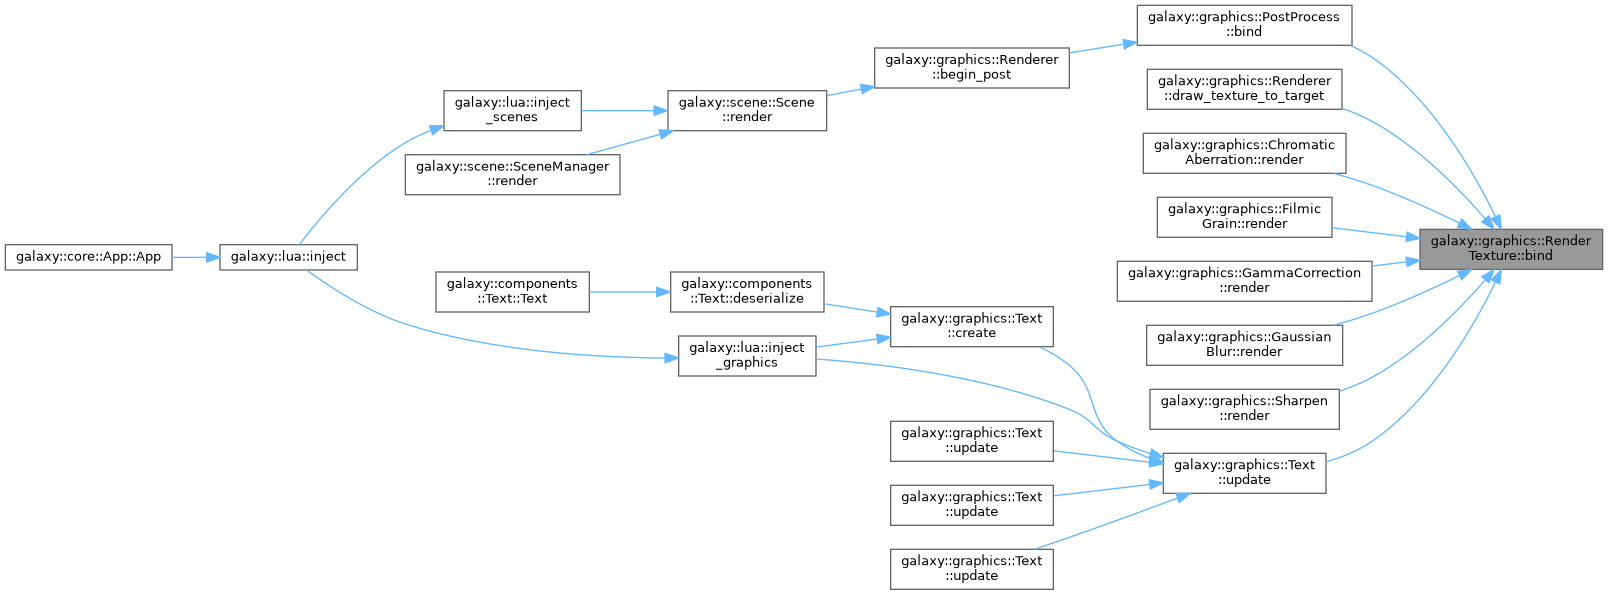 galaxy::graphics::PostProcess
::bind
galaxy::graphics::Renderer
::begin_post
galaxy::graphics::Renderer
::draw_texture_to_target
galaxy::lua::inject
_scenes
galaxy::scene::Scene
::render
galaxy::graphics::Chromatic
Aberration::render
galaxy::scene::SceneManager
::render
galaxy::graphics::Filmic
Grain::render
galaxy::graphics::Render
Texture::bind
galaxy::core::App::App
galaxy::lua::inject
galaxy::graphics::GammaCorrection
::render
galaxy::components
::Text::Text
galaxy::components
::Text::deserialize
galaxy::graphics::Text
::create
galaxy::graphics::Gaussian
Blur::render
galaxy::lua::inject
_graphics
galaxy::graphics::Sharpen
::render
galaxy::graphics::Text
::update
galaxy::graphics::Text
::update
galaxy::graphics::Text
::update
galaxy::graphics::Text
::update